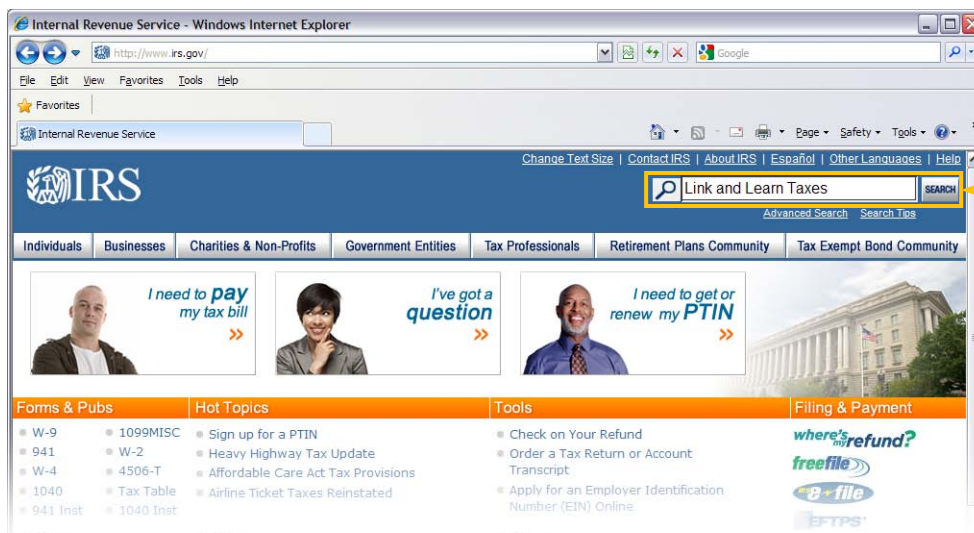 Internal Revenue Service - Windows Internet Explorer
http://www.irs.gov/
Google
File Edit View Favorites Tools Help
Favorites
Internal Revenue Service
Page Safety Tools
Change Text Size | Contact IRS | About IRS | Español | Other Languages | Help
IRS
Link and Learn Taxes
SEARCH
Advanced Search Search Tips
Individuals Businesses Charities & Non-Profits Government Entities Tax Professionals Retirement Plans Community Tax Exempt Bond Community
I need to pay
my tax bill
I've got a
question
I need to get or
renew my PTIN
Forms & Pubs
W-9 1099MISC
941 W-2
W-4 4506-T
1040 Tax Table
941 Inst 1040 Inst
Hot Topics
Sign up for a PTIN
Heavy Highway Tax Update
Affordable Care Act Tax Provisions
Airline Ticket Taxes Reinstated
Tools
Check on Your Refund
Order a Tax Return or Account
Transcript
Apply for an Employer Identification
Number (EIN) Online
Filing & Payment
where's my refund?
freefile
e-file
EFTPS